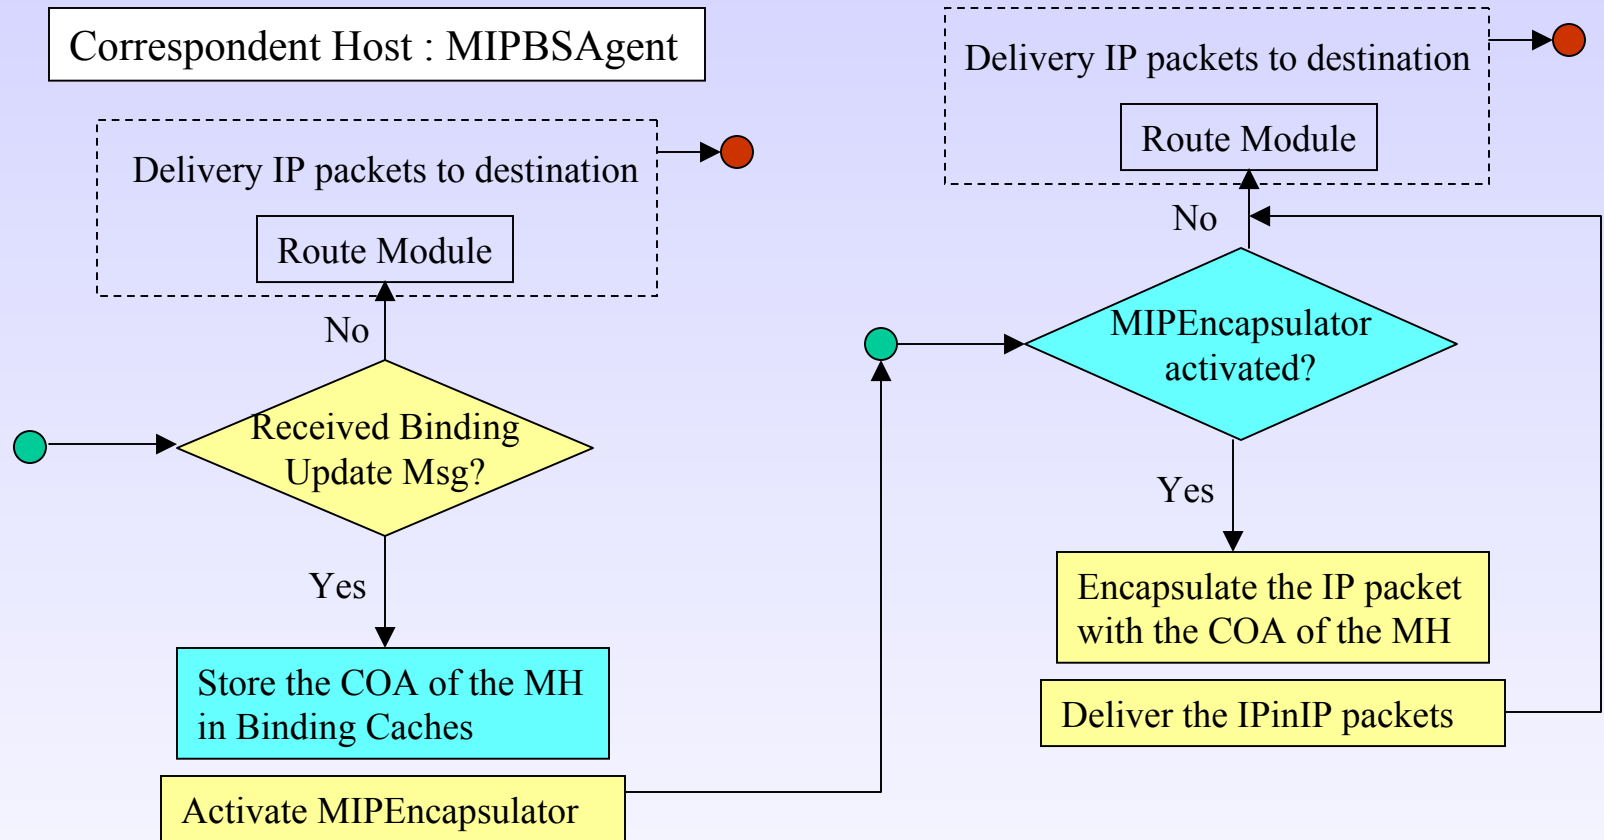 Correspondent Host : MIPBSAgent
Delivery IP packets to destination
Route Module
No
Received Binding
Update Msg?
Yes
Store the COA of the MH
in Binding Caches
Activate MIPEncapsulator
Delivery IP packets to destination
Route Module
No
MIPEncapsulator
activated?
Yes
Encapsulate the IP packet
with the COA of the MH
Deliver the IPinIP packets